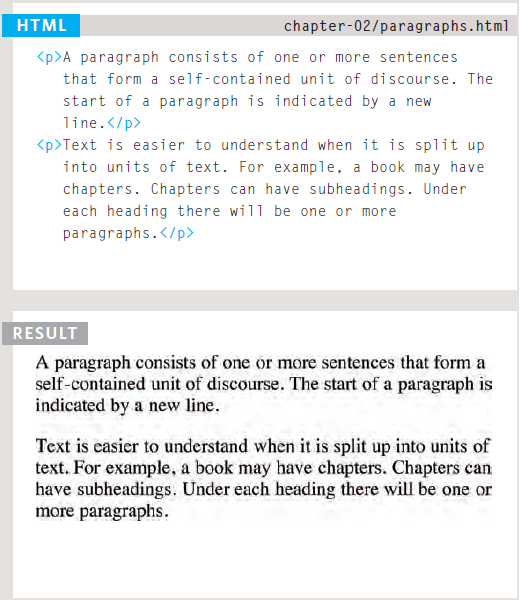 HTML chapter-02/paragraphs.html
<p>A paragraph consists of one or more sentences
that form a self-contained unit of discourse. The
start of a paragraph is indicated by a new
line.</p>
<p>Text is easier to understand when it is split up
into units of text. For example, a book may have
chapters. Chapters can have subheadings. Under
each heading there will be one or more
paragraphs.</p>
RESULT
A paragraph consists of one or more sentences that form a
self-contained unit of discourse. The start of a paragraph is
indicated by a new line.
Text is easier to understand when it is split up into units of
text. For example, a book may have chapters. Chapters can
have subheadings. Under each heading there will be one or
more paragraphs.